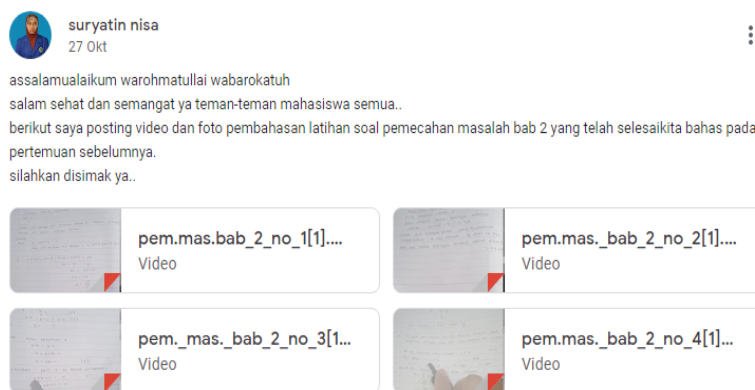 suryatin nisa
27 Okt
assalamualaikum warohmatullai wabarokatuh
salam sehat dan semangat ya teman-teman mahasiswa semua..
berikut saya posting video dan foto pembahasan latihan soal pemecahan masalah bab 2 yang telah selesaikita bahas pada
pertemuan sebelumnya.
silahkan disimak ya..
pem.mas.bab_2_no_1[1]....
Video
pem.mas._bab_2_no_2[1]....
Video
pem._mas._bab_2_no_3[1...
Video
pem.mas._bab_2_no_4[1]...
Video